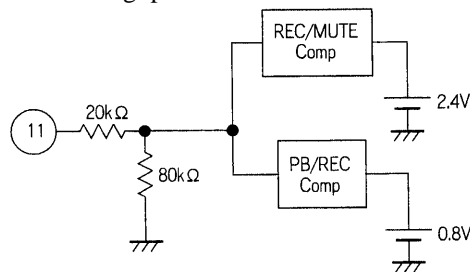 REC/MUTE
Comp
2.4V
20kΩ
11
80kΩ
PB/REC
Comp
0.8V